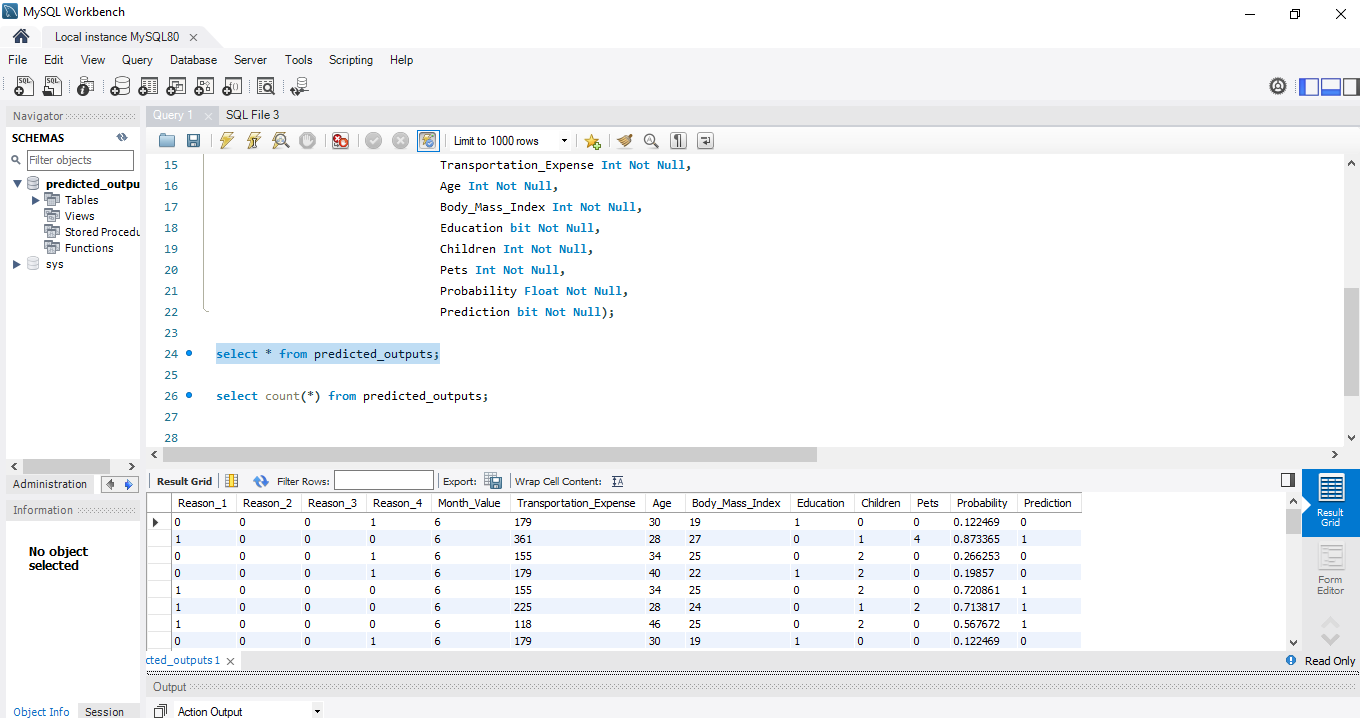 MySQL Workbench
Local instance MySQL80
File Edit View Query Database Server Tools Scripting Help
Navigator
SCHEMAS
Filter objects
predicted_outpu
Tables
Views
Stored Procedu
Functions
sys
Administration
Information
No object
selected
Object Info Session
Query 1 SQL File 3
Limit to 1000 rows
15 Transportation_Expense Int Not Null,
16 Age Int Not Null,
17 Body_Mass_Index Int Not Null,
18 Education bit Not Null,
19 Children Int Not Null,
20 Pets Int Not Null,
21 Probability Float Not Null,
22 Prediction bit Not Null);
23
24 select * from predicted_outputs;
25
26 select count(*) from predicted_outputs;
27
28
Result Grid Filter Rows: Export: Wrap Cell Content: IA
Reason_1 Reason_2 Reason_3 Reason_4 Month_Value Transportation_Expense Age Body_Mass_Index Education Children Pets Probability Prediction
0 0 0 1 6 179 30 19 1 0 0 0.122469 0
1 0 0 0 6 361 28 27 0 1 4 0.873365 1
0 0 0 1 6 155 34 25 0 2 0 0.266253 0
0 0 0 1 6 179 40 22 1 2 0 0.19857 0
1 0 0 0 6 155 34 25 0 2 0 0.720861 1
1 0 0 0 6 225 28 24 0 1 2 0.713817 1
1 0 0 0 6 118 46 25 0 2 0 0.567672 1
0 0 0 1 6 179 30 19 1 0 0 0.122469 0
Result
Grid
Form
Editor
cted_outputs 1
Read Only
Output
Action Output